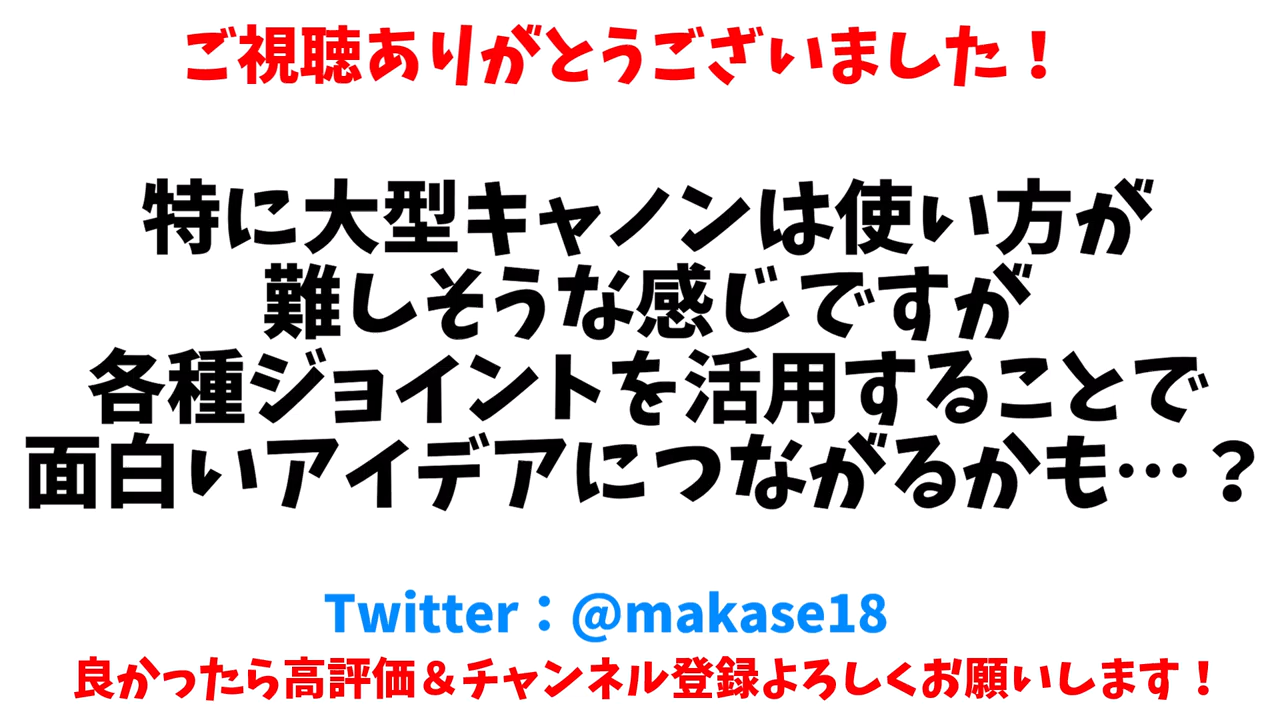 ご視聴ありがとうございました！
特に大型キャノンは使い方が
難しそうな感じですが
各種ジョイントを活用することで
面白いアイデアにつながるかも…？
Twitter：@makase18
良かったら高評価＆チャンネル登録よろしくお願いします！